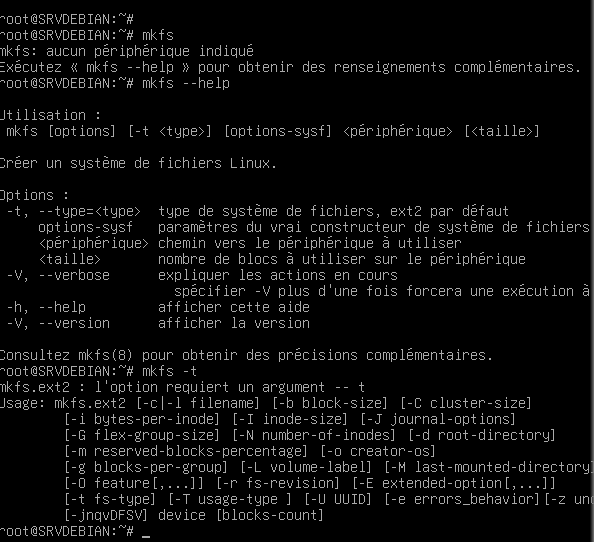 root@SRVDEBIAN:~#
root@SRVDEBIAN:~# mkfs
mkfs: aucun périphérique indiqué
Exécutez « mkfs --help » pour obtenir des renseignements complémentaires.
root@SRVDEBIAN:~# mkfs --help

Utilisation :
 mkfs [options] [-t <type>] [options-sysf] <périphérique> [<taille>]

Créer un système de fichiers Linux.

Options :
 -t, --type=<type>  type de système de fichiers, ext2 par défaut
     options-sysf   paramètres du vrai constructeur de système de fichiers
     <périphérique> chemin vers le périphérique à utiliser
     <taille>       nombre de blocs à utiliser sur le périphérique
 -V, --verbose      expliquer les actions en cours
                      spécifier -V plus d'une fois forcera une exécution à
 -h, --help         afficher cette aide
 -V, --version      afficher la version

Consultez mkfs(8) pour obtenir des précisions complémentaires.
root@SRVDEBIAN:~# mkfs -t
mkfs.ext2 : l'option requiert un argument -- t
Usage: mkfs.ext2 [-c|-l filename] [-b block-size] [-C cluster-size]
        [-i bytes-per-inode] [-I inode-size] [-J journal-options]
        [-G flex-group-size] [-N number-of-inodes] [-d root-directory]
        [-m reserved-blocks-percentage] [-o creator-os]
        [-g blocks-per-group] [-L volume-label] [-M last-mounted-directory]
        [-O feature[,...]] [-r fs-revision] [-E extended-option[,...]]
        [-t fs-type] [-T usage-type ] [-U UUID] [-e errors_behavior][-z und
        [-jnqvDFSV] device [blocks-count]
root@SRVDEBIAN:~# _